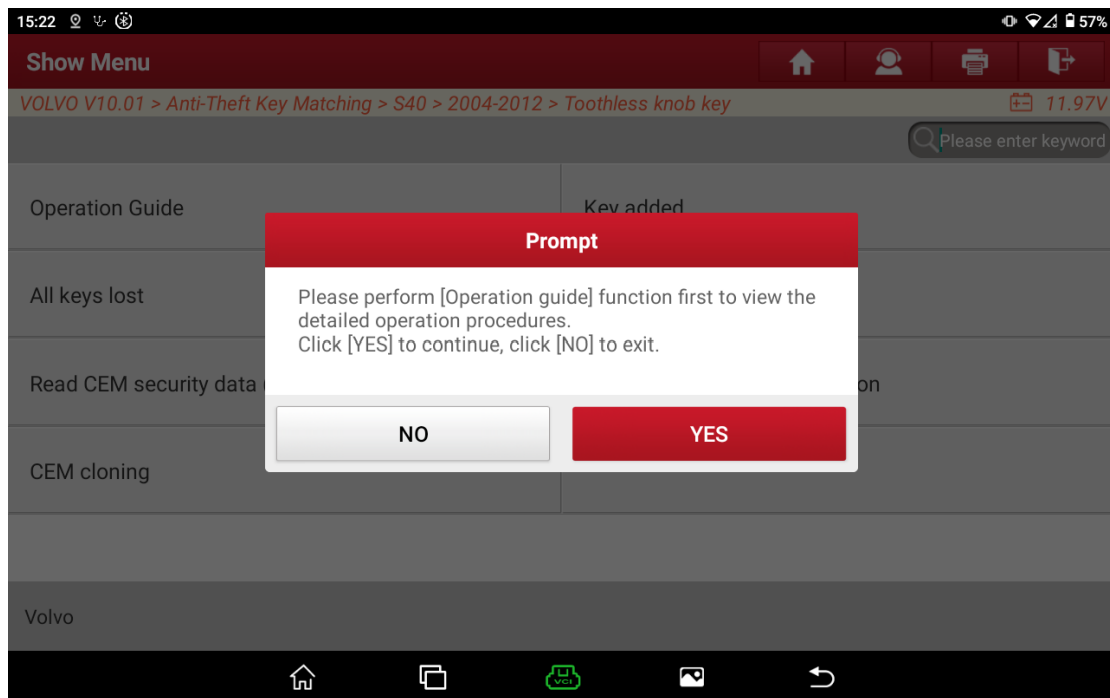 15:22
57%
Show Menu
VOLVO V10.01 > Anti-Theft Key Matching > S40 > 2004-2012 > Toothless knob key
11.97V
Please enter keyword
Operation Guide
Key added
Prompt
Please perform [Operation guide] function first to view the
detailed operation procedures.
Click [YES] to continue, click [NO] to exit.
All keys lost
Read CEM security data
on
NO
YES
CEM cloning
Volvo
VCI